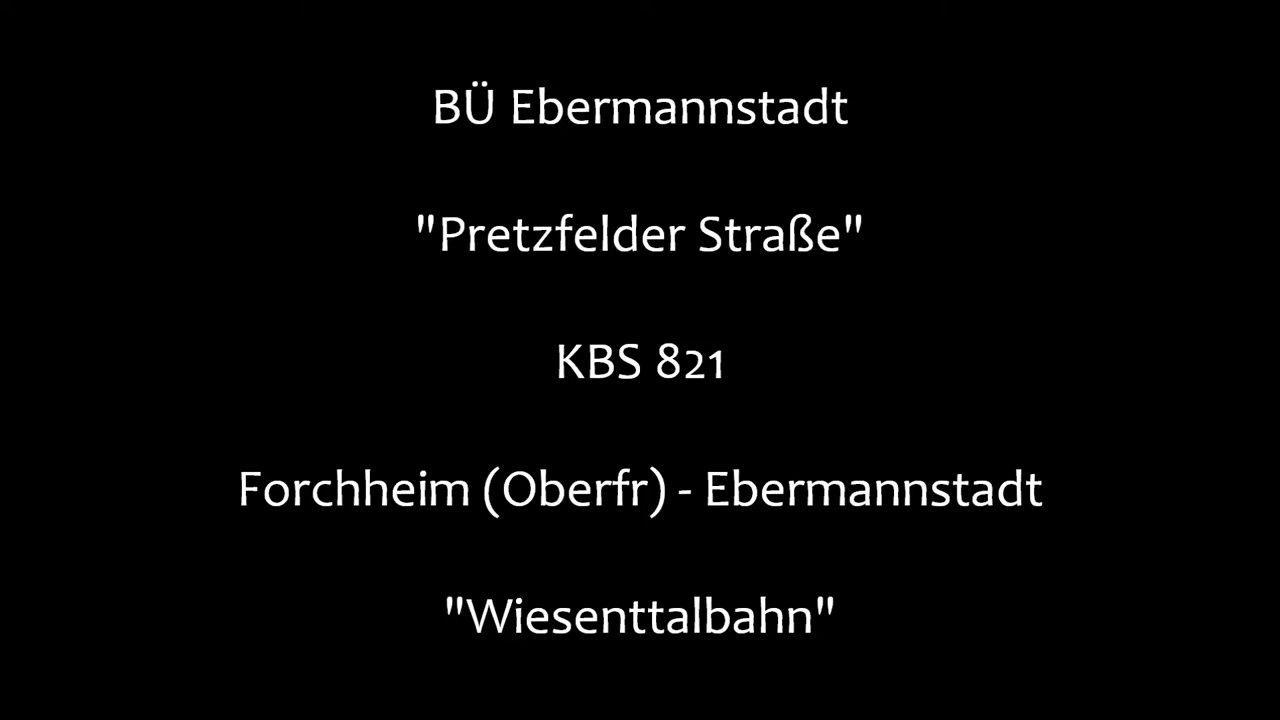 BÜ Ebermannstadt
"Pretzfelder Straße"
KBS 821
Forchheim (Oberfr) - Ebermannstadt
"Wiesenttalbahn"